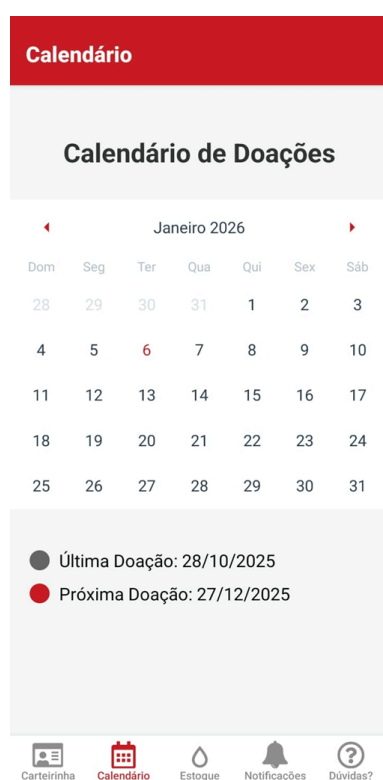 Calendário
Calendário de Doações
Janeiro 2026
Dom Seg Ter Qua Qui Sex Sáb
28 29 30 31 1 2 3
4 5 6 7 8 9 10
11 12 13 14 15 16 17
18 19 20 21 22 23 24
25 26 27 28 29 30 31
Última Doação: 28/10/2025
Próxima Doação: 27/12/2025
Carteirinha Calendário Estoque Notificações Dúvidas?